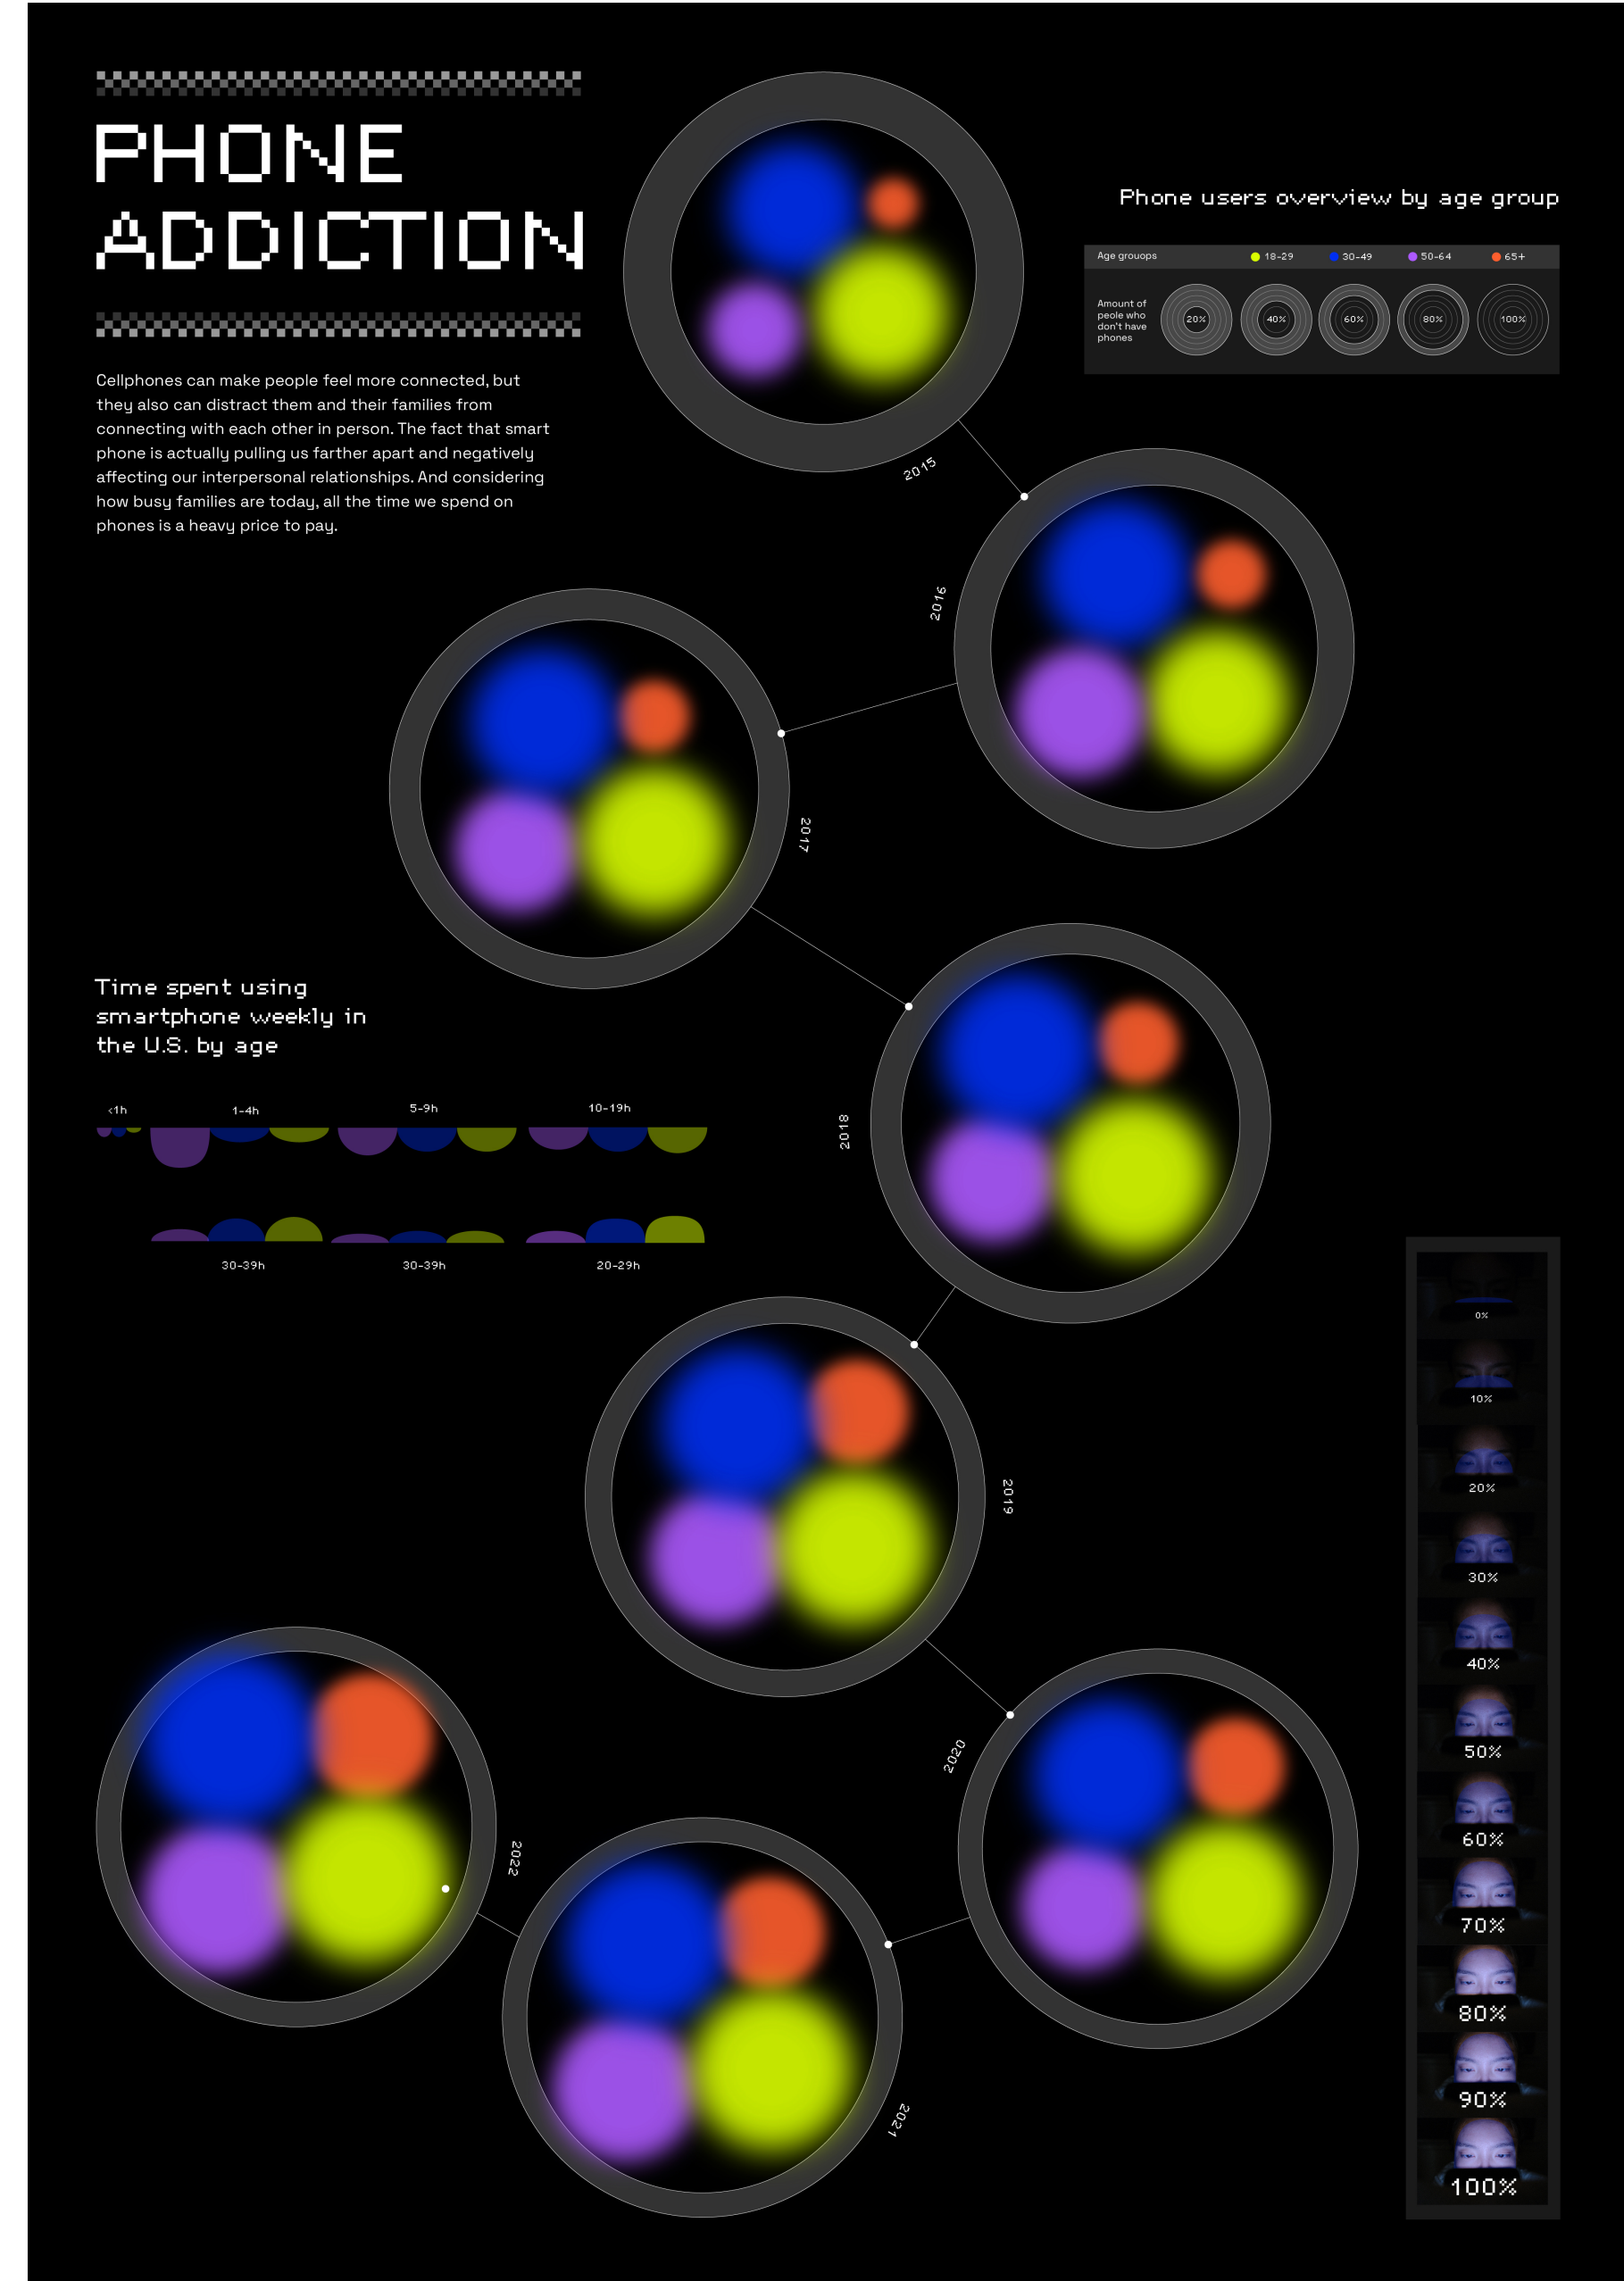 PHONE
ADDICTION
Cellphones can make people feel more connected, but
they also can distract them and their families from
connecting with each other in person. The fact that smart
phone is actually pulling us farther apart and negatively
affecting our interpersonal relationships. And considering
how busy families are today, all the time we spend on
phones is a heavy price to pay.
Phone users overview by age group
Age grouops 18-29 30-49 50-64 65+
Amount of
peole who
don't have
phones
20% 40% 60% 80% 100%
2015
2016
2017
2018
2019
2020
2021
2022
Time spent using
smartphone weekly in
the U.S. by age
<1h 1-4h 5-9h 10-19h
30-39h 30-39h 20-29h
0%
10%
20%
30%
40%
50%
60%
70%
80%
90%
100%